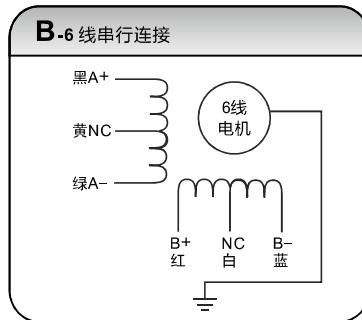 B-6 线串行连接
黑A+
6线
电机
黄NC
绿A-
B+ NC B-
红 白 蓝